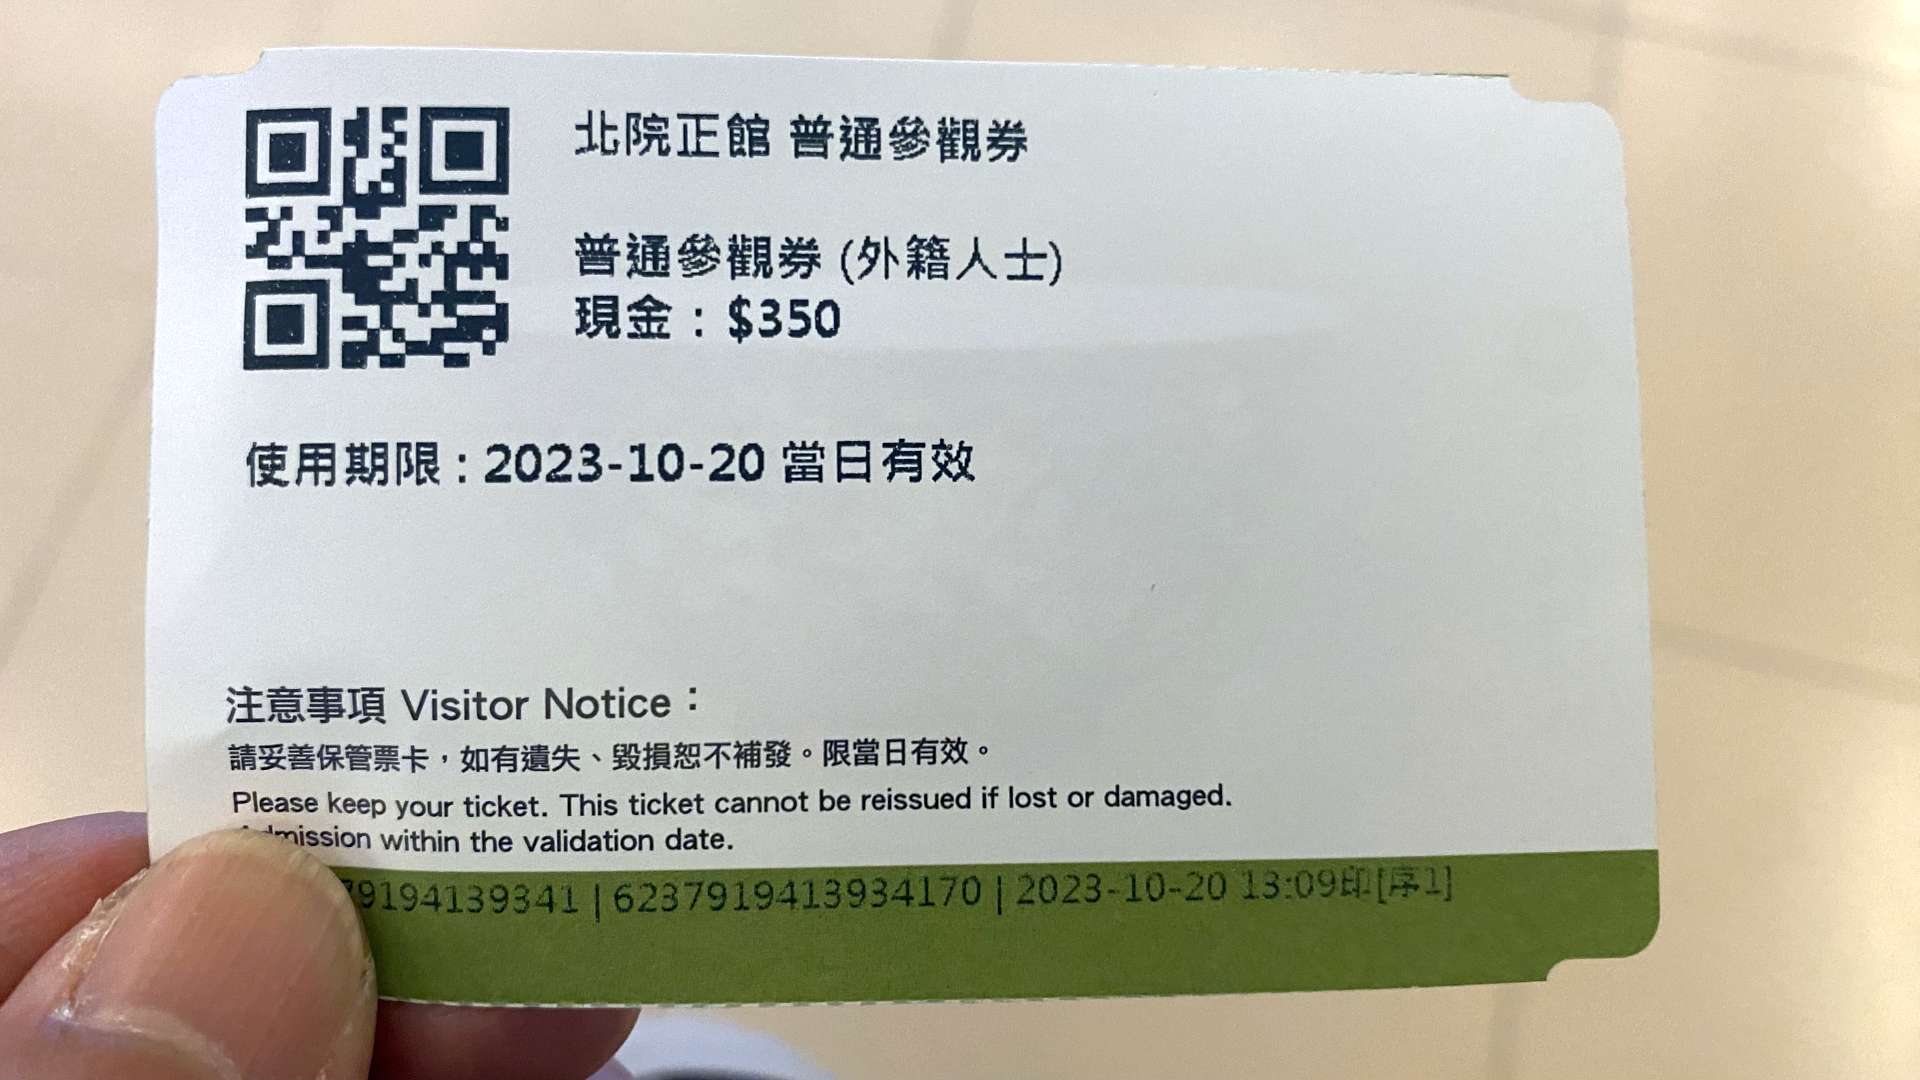 北院正館 普通參觀券
普通參觀券 (外籍人士)
現金：$350
使用期限：2023-10-20 當日有效
注意事項 Visitor Notice：
請妥善保管票卡，如有遺失、毀損恕不補發。限當日有效。
Please keep your ticket. This ticket cannot be reissued if lost or damaged.
within the validation date.
79194139341 | 6237919413934170 | 2023-10-20 13:09印[序1]